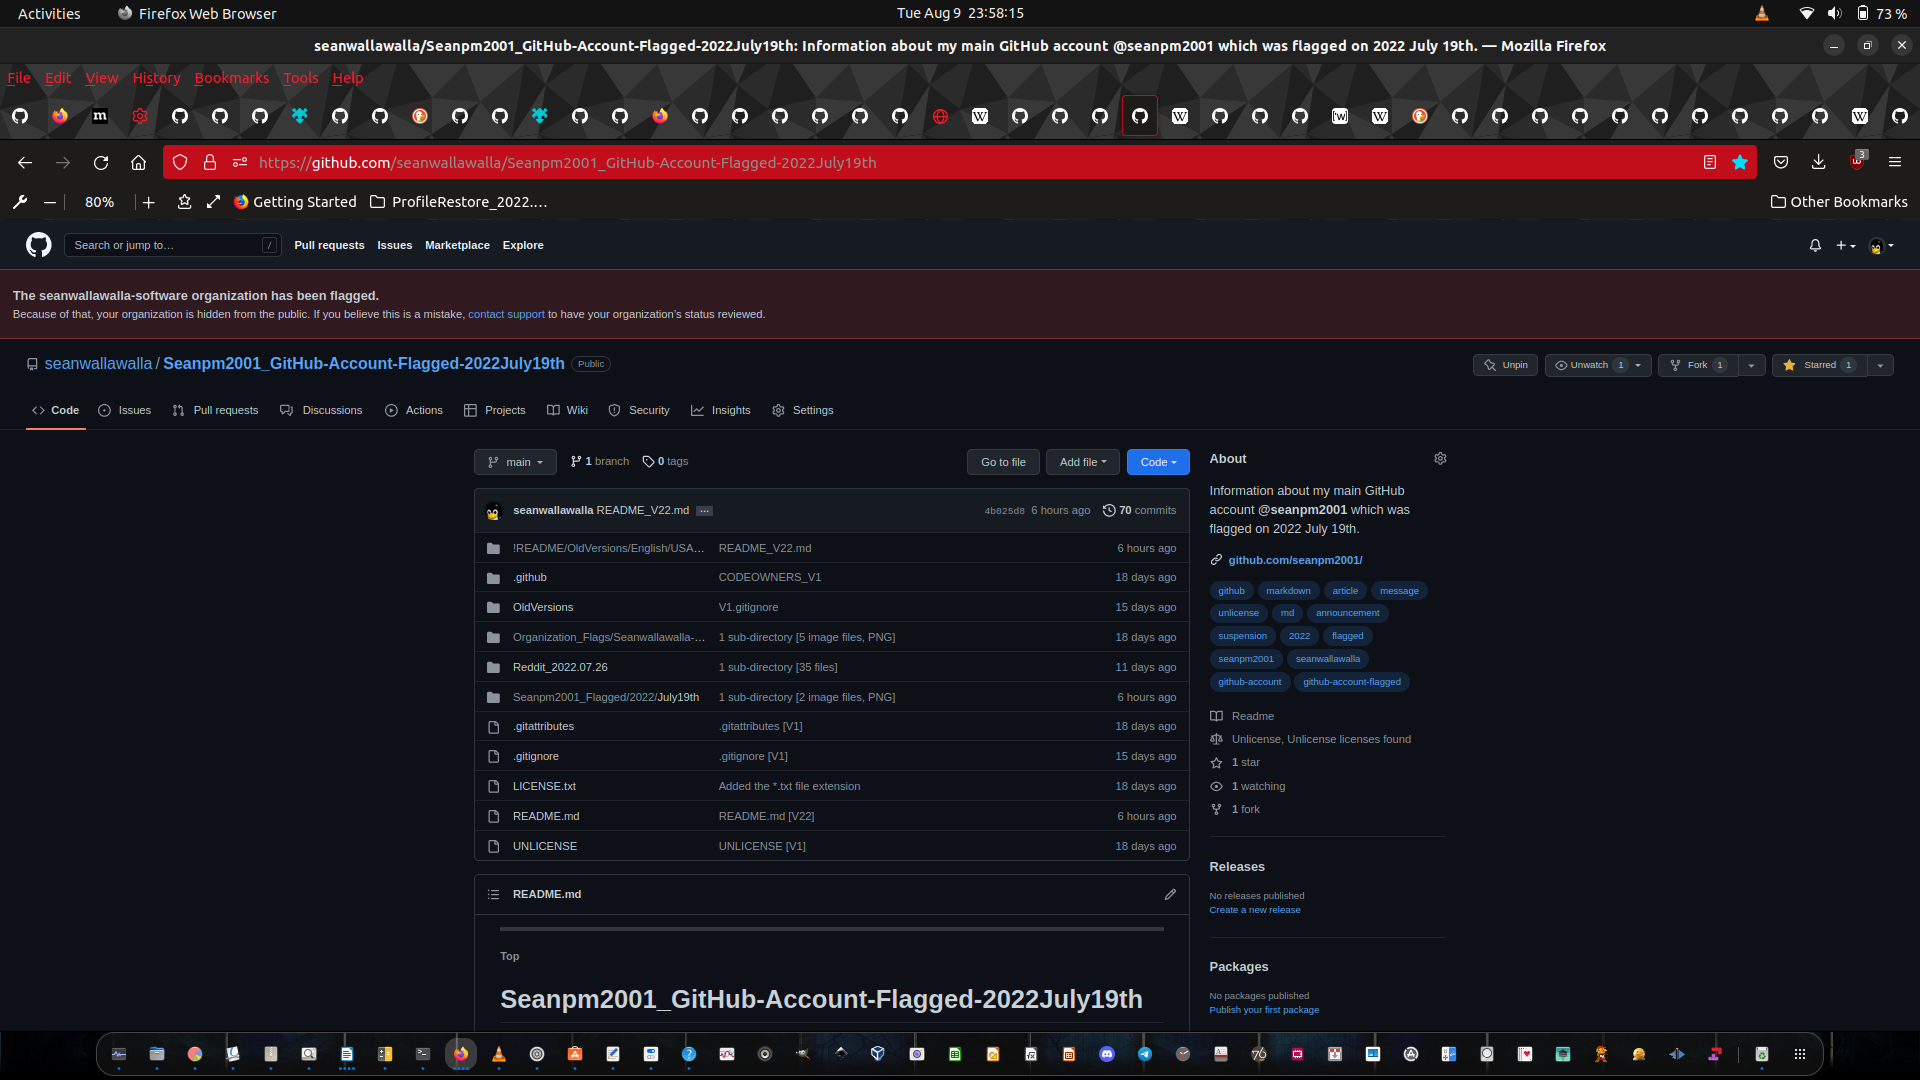 Activities
Firefox Web Browser
Tue Aug 9 23:58:15
73 %
seanwallawalla/Seanpm2001_GitHub-Account-Flagged-2022July19th: Information about my main GitHub account @seanpm2001 which was flagged on 2022 July 19th. — Mozilla Firefox
File Edit View History Bookmarks Tools Help
https://github.com/seanwallawalla/Seanpm2001_GitHub-Account-Flagged-2022July19th
3
80%
Getting Started
ProfileRestore_2022....
Other Bookmarks
Search or jump to...
/
Pull requests Issues Marketplace Explore
The seanwallawalla-software organization has been flagged.
Because of that, your organization is hidden from the public. If you believe this is a mistake, contact support to have your organization's status reviewed.
seanwallawalla / Seanpm2001_GitHub-Account-Flagged-2022July19th Public
Unpin
Unwatch 1
Fork 1
Starred 1
Code Issues Pull requests Discussions Actions Projects Wiki Security Insights Settings
main
1 branch
0 tags
Go to file
Add file
Code
seanwallawalla README_V22.md ...
4b025d8 6 hours ago
70 commits
!README/OldVersions/English/USA... README_V22.md 6 hours ago
.github CODEOWNERS_V1 18 days ago
OldVersions V1.gitignore 15 days ago
Organization_Flags/Seanwallawalla-... 1 sub-directory [5 image files, PNG] 18 days ago
Reddit_2022.07.26 1 sub-directory [35 files] 11 days ago
Seanpm2001_Flagged/2022/July19th 1 sub-directory [2 image files, PNG] 6 hours ago
.gitattributes .gitattributes [V1] 18 days ago
.gitignore .gitignore [V1] 15 days ago
LICENSE.txt Added the *.txt file extension 18 days ago
README.md README.md [V22] 6 hours ago
UNLICENSE UNLICENSE [V1] 18 days ago
README.md
Top
Seanpm2001_GitHub-Account-Flagged-2022July19th
About
Information about my main GitHub
account @seanpm2001 which was
flagged on 2022 July 19th.
github.com/seanpm2001/
github markdown article message
unlicense md announcement
suspension 2022 flagged
seanpm2001 seanwallawalla
github-account github-account-flagged
Readme
Unlicense, Unlicense licenses found
1 star
1 watching
1 fork
Releases
No releases published
Create a new release
Packages
No packages published
Publish your first package